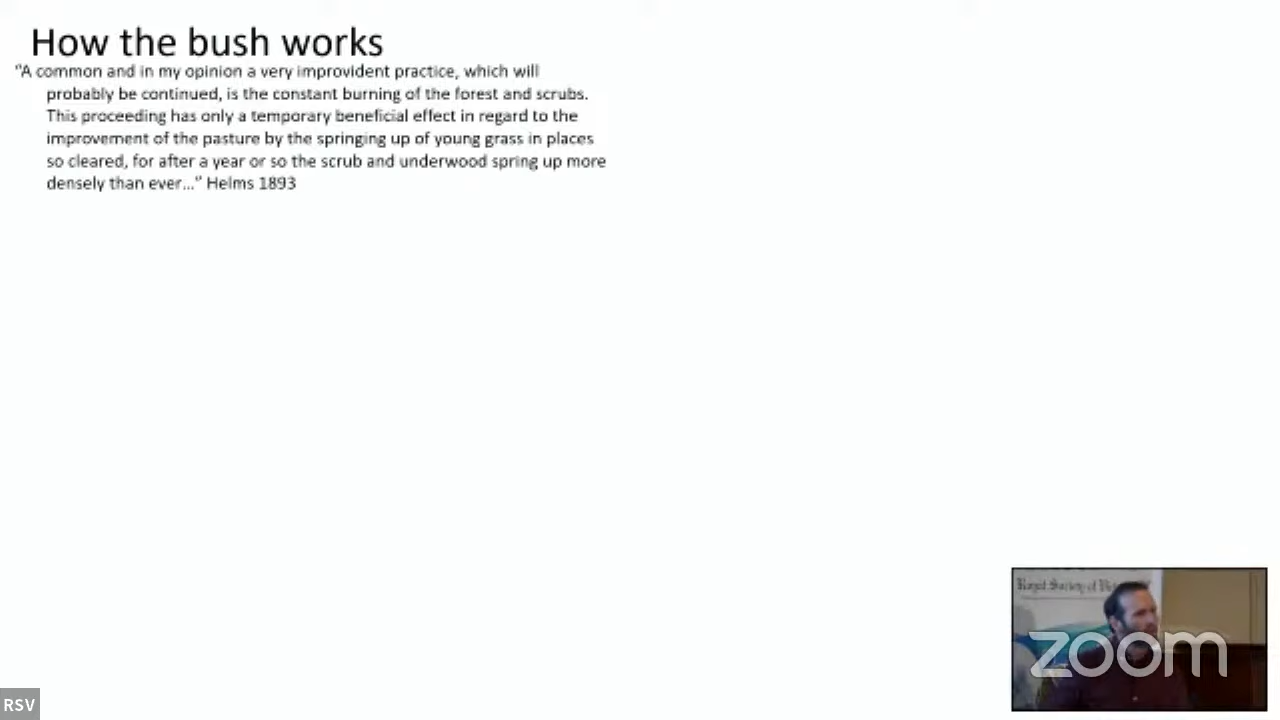 How the bush works
“A common and in my opinion a very improvident practice, which will
probably be continued, is the constant burning of the forest and scrubs.
This proceeding has only a temporary beneficial effect in regard to the
improvement of the pasture by the springing up of young grass in places
so cleared, for after a year or so the scrub and underwood spring up more
densely than ever...” Helms 1893
Royal Society of
zoom
RSV